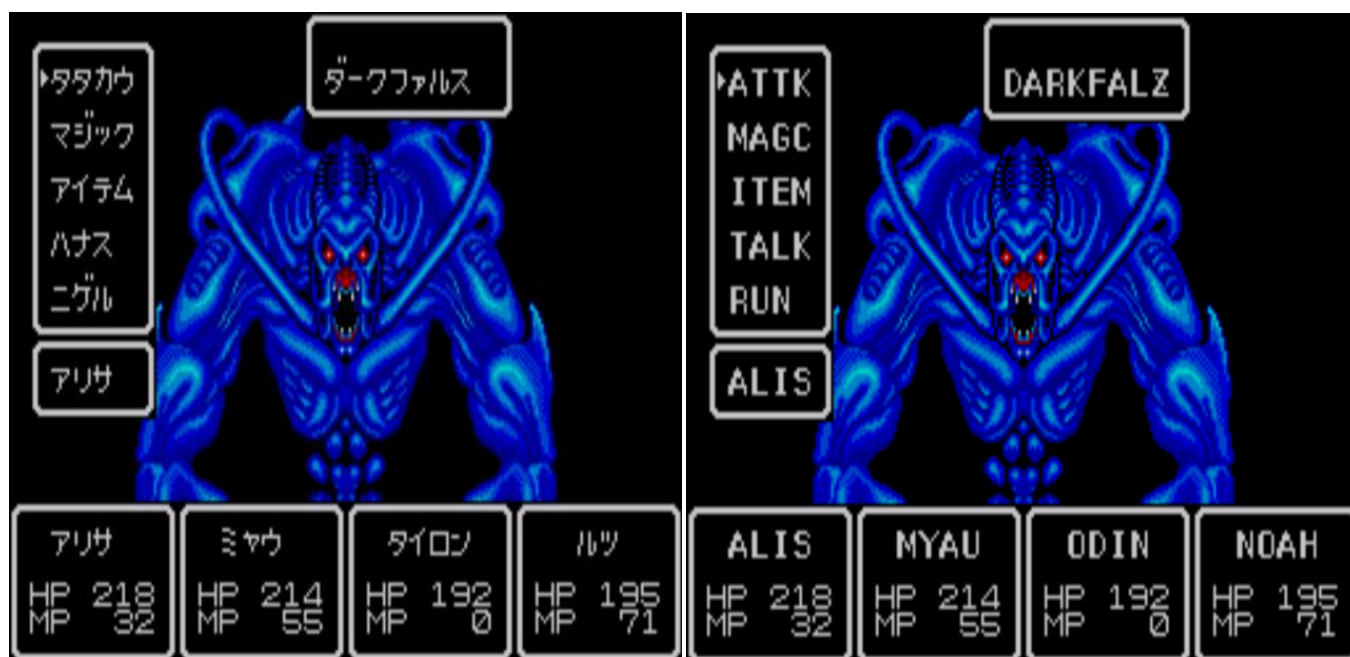 ダークファルス
▶タタカウ
マジック
アイテム
ハナス
ニゲル
アリサ
アリサ
HP 218
MP 32
ミャウ
HP 214
MP 55
タイロン
HP 192
MP 0
ルツ
HP 195
MP 71
DARKFALZ
▶ATTK
MAGC
ITEM
TALK
RUN
ALIS
ALIS
HP 218
MP 32
MYAU
HP 214
MP 55
ODIN
HP 192
MP 0
NOAH
HP 195
MP 71